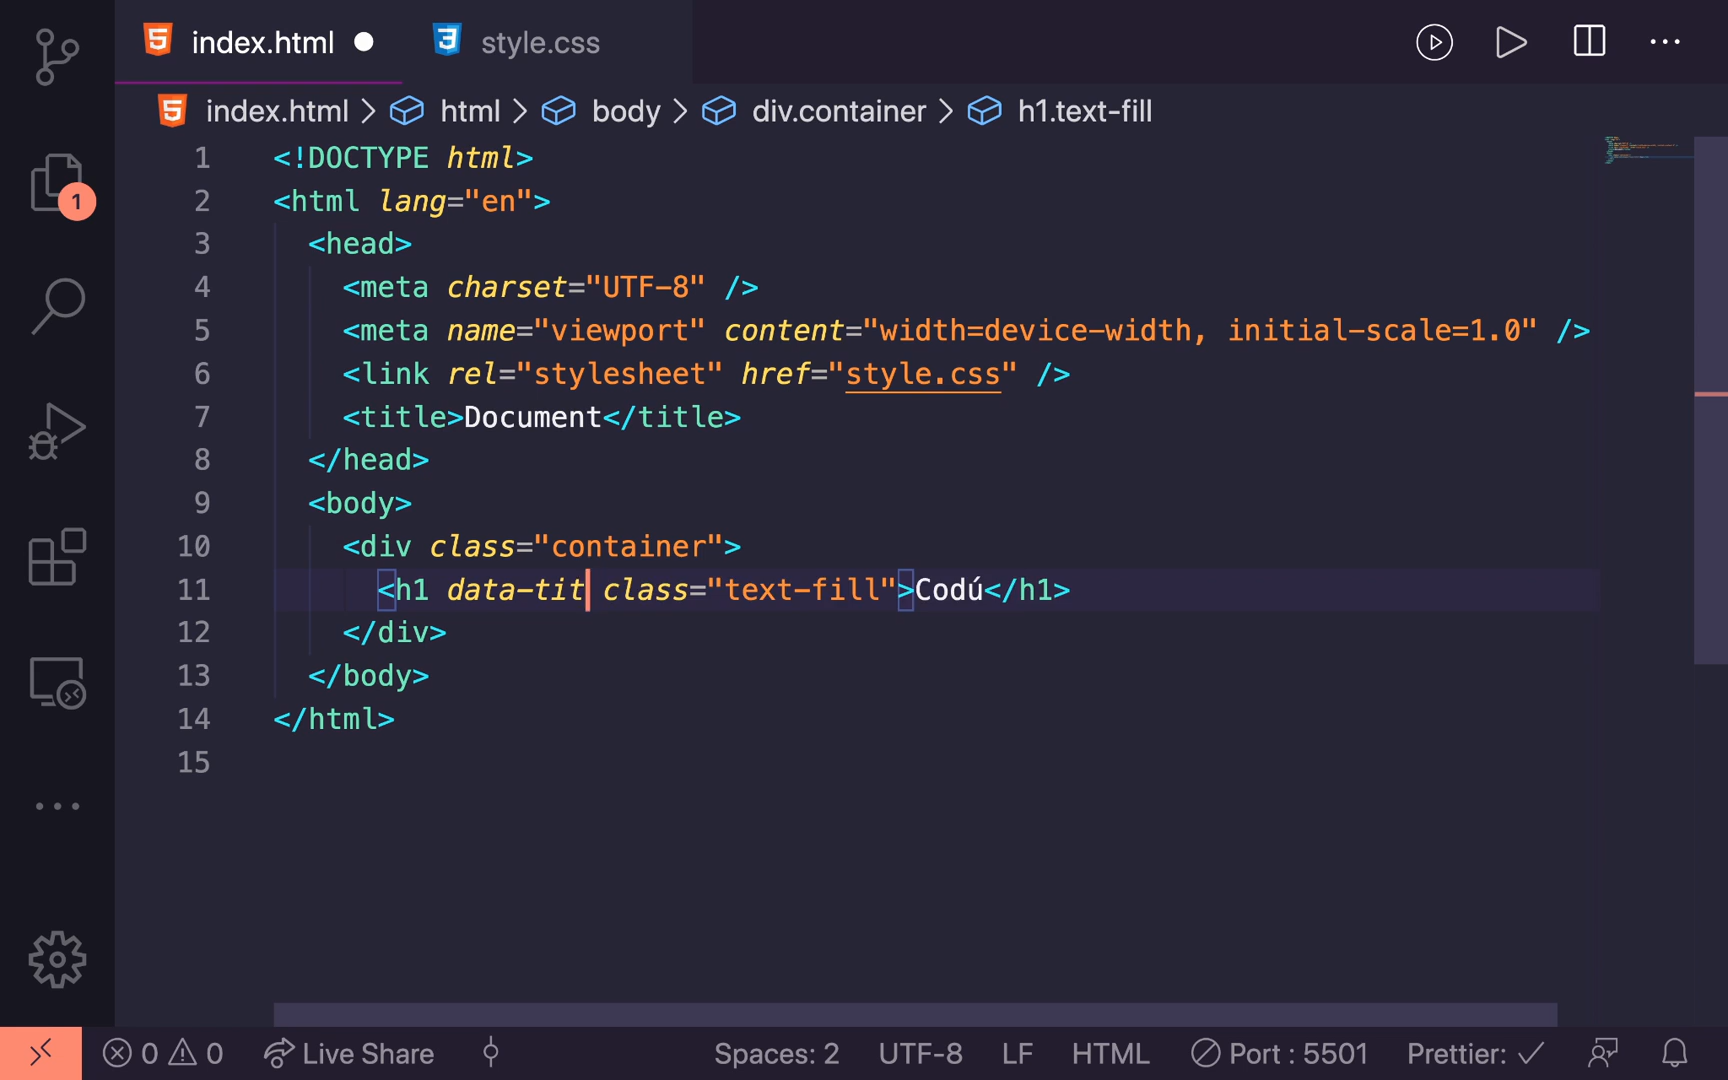 index.html style.css
index.html > html > body > div.container > h1.text-fill
1 <!DOCTYPE html>
2 <html lang="en">
3 <head>
4 <meta charset="UTF-8" />
5 <meta name="viewport" content="width=device-width, initial-scale=1.0" />
6 <link rel="stylesheet" href="style.css" />
7 <title>Document</title>
8 </head>
9 <body>
10 <div class="container">
11 <h1 data-tit class="text-fill">Codú</h1>
12 </div>
13 </body>
14 </html>
15
1
0 0 Live Share Spaces: 2 UTF-8 LF HTML Port : 5501 Prettier: ✓